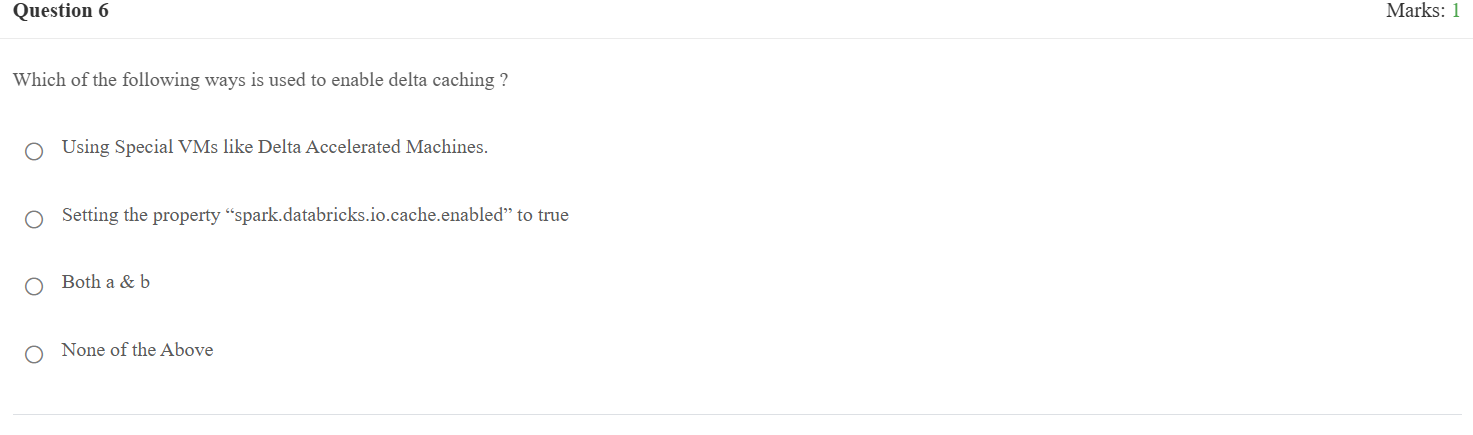 Question 6
Marks: 1
Which of the following ways is used to enable delta caching ?
Using Special VMs like Delta Accelerated Machines.
Setting the property “spark.databricks.io.cache.enabled” to true
Both a & b
None of the Above